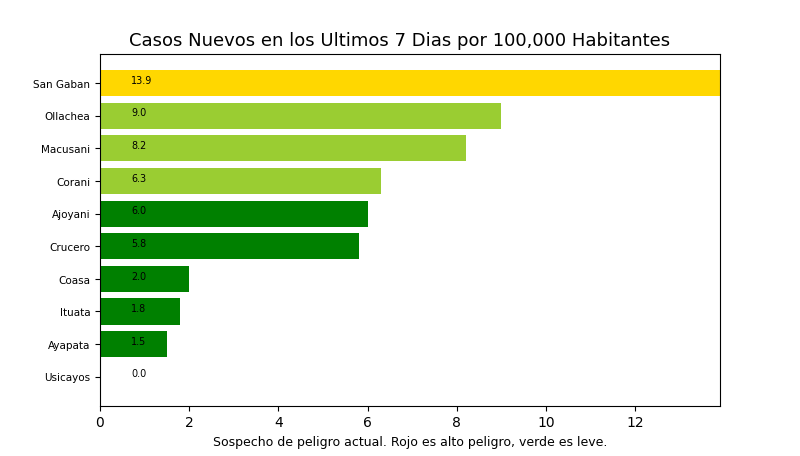 Casos Nuevos en los Ultimos 7 Dias por 100,000 Habitantes
San Gaban 13.9
Ollachea 9.0
Macusani 8.2
Corani 6.3
Ajoyani 6.0
Crucero 5.8
Coasa 2.0
Ituata 1.8
Ayapata 1.5
Usicayos 0.0
0 2 4 6 8 10 12
Sospecho de peligro actual. Rojo es alto peligro, verde es leve.